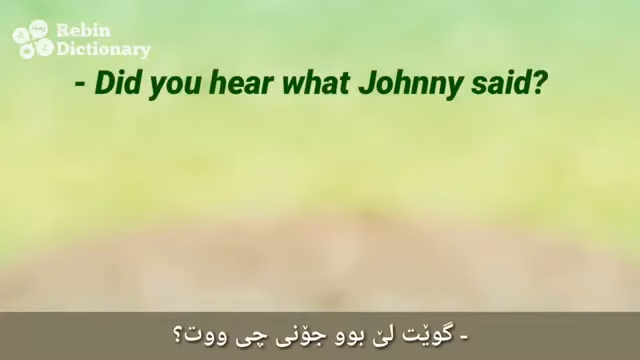 Rebin
Dictionary
- Did you hear what Johnny said?
- گوێت لێ بوو جۆنی چی ووت؟